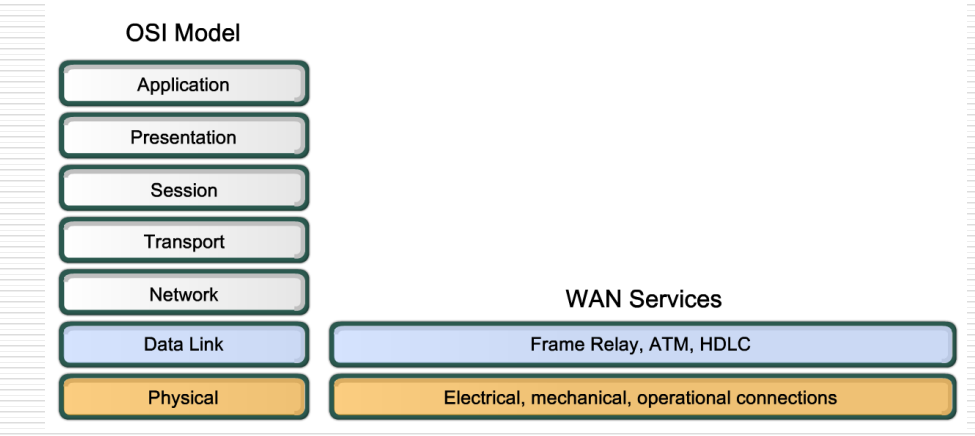 OSI Model
Application
Presentation
Session
Transport
Network
WAN Services
Data Link
Frame Relay, ATM, HDLC
Physical
Electrical, mechanical, operational connections